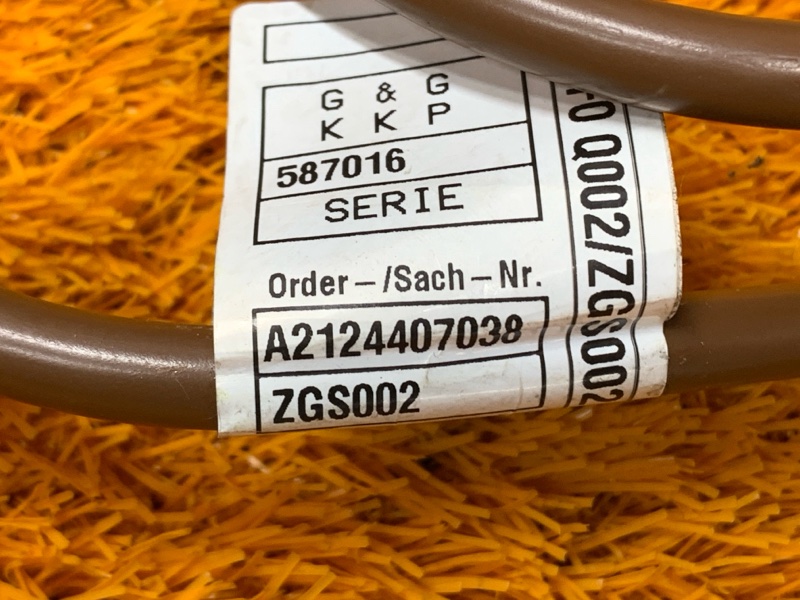 G & G
K K P
587016
SERIE
Order-/Sach-Nr.
A2124407038
ZGS002
Q002/ZGS002